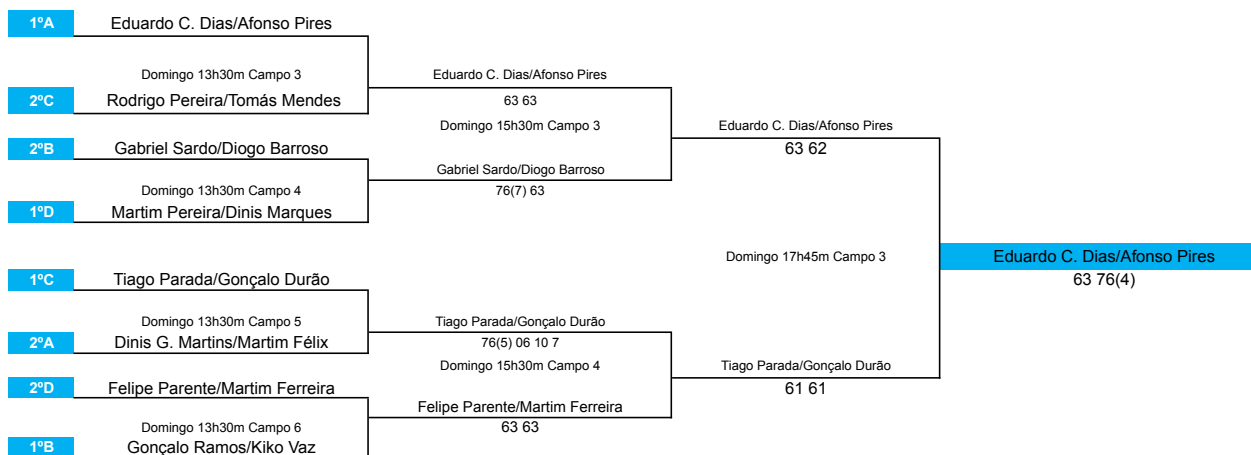 1ºA Eduardo C. Dias/Afonso Pires
Domingo 13h30m Campo 3
2ºC Rodrigo Pereira/Tomás Mendes
2ºB Gabriel Sardo/Diogo Barroso
Domingo 13h30m Campo 4
1ºD Martim Pereira/Dinis Marques
1ºC Tiago Parada/Gonçalo Durão
Domingo 13h30m Campo 5
2ºA Dinis G. Martins/Martim Félix
2ºD Felipe Parente/Martim Ferreira
Domingo 13h30m Campo 6
1ºB Gonçalo Ramos/Kiko Vaz
Eduardo C. Dias/Afonso Pires
63 63
Domingo 15h30m Campo 3
Gabriel Sardo/Diogo Barroso
76(7) 63
Tiago Parada/Gonçalo Durão
76(5) 06 10 7
Domingo 15h30m Campo 4
Felipe Parente/Martim Ferreira
63 63
Eduardo C. Dias/Afonso Pires
63 62
Domingo 17h45m Campo 3
Tiago Parada/Gonçalo Durão
61 61
Eduardo C. Dias/Afonso Pires
63 76(4)